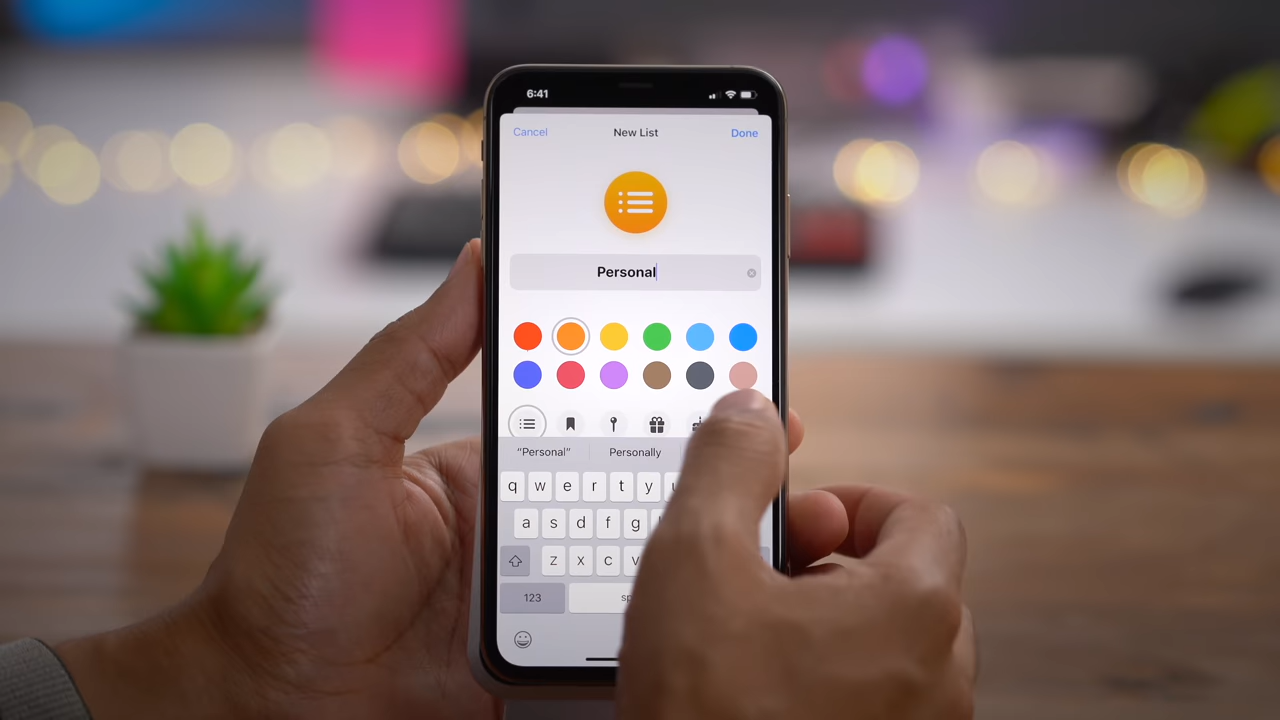 6:41
Cancel New List Done
Personal
"Personal" Personally
q w e r t y
a s d f g
z x c v
123